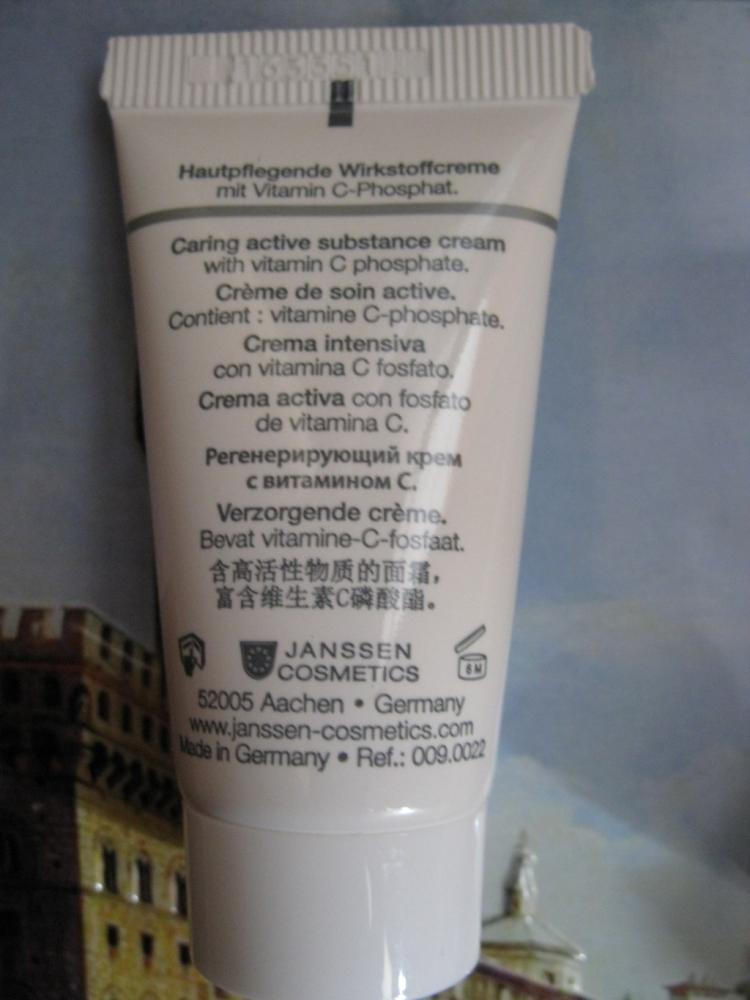 Hautpflegende Wirkstoffcreme
mit Vitamin C-Phosphat.
Caring active substance cream
with vitamin C phosphate.
Crème de soin active.
Contient : vitamine C-phosphate.
Crema intensiva
con vitamina C fosfato.
Crema activa con fosfato
de vitamina C.
Регенерирующий крем
с витамином С.
Verzorgende crème.
Bevat vitamine-C-fosfaat.
含高活性物质的面霜，
富含维生素C磷酸酯。
JANSSEN
COSMETICS
52005 Aachen • Germany
www.janssen-cosmetics.com
Made in Germany • Ref.: 009.0022